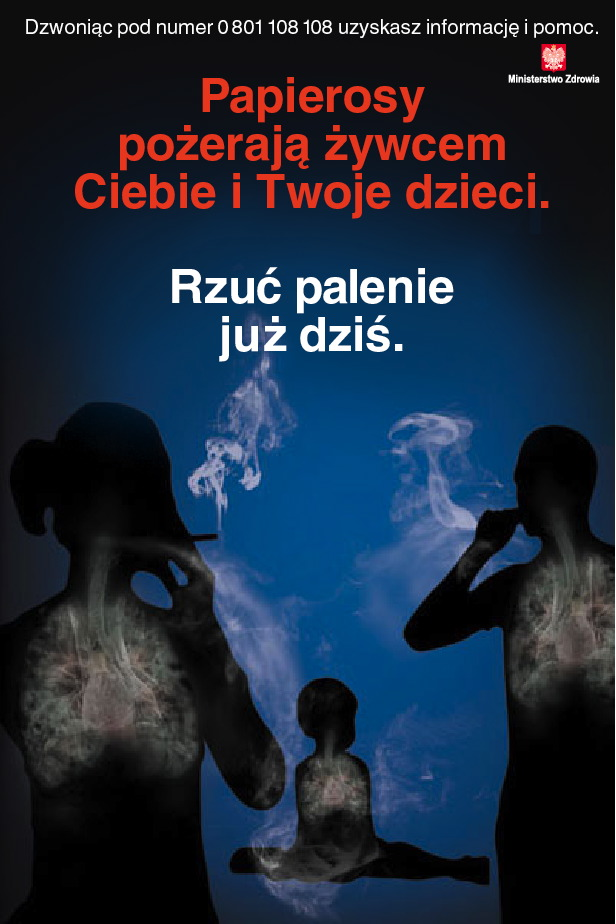 Dzwoniąc pod numer 0 801 108 108 uzyskasz informację i pomoc.
Ministerstwo Zdrowia
Papierosy
pożerają żywcem
Ciebie i Twoje dzieci.
Rzuć palenie
już dziś.